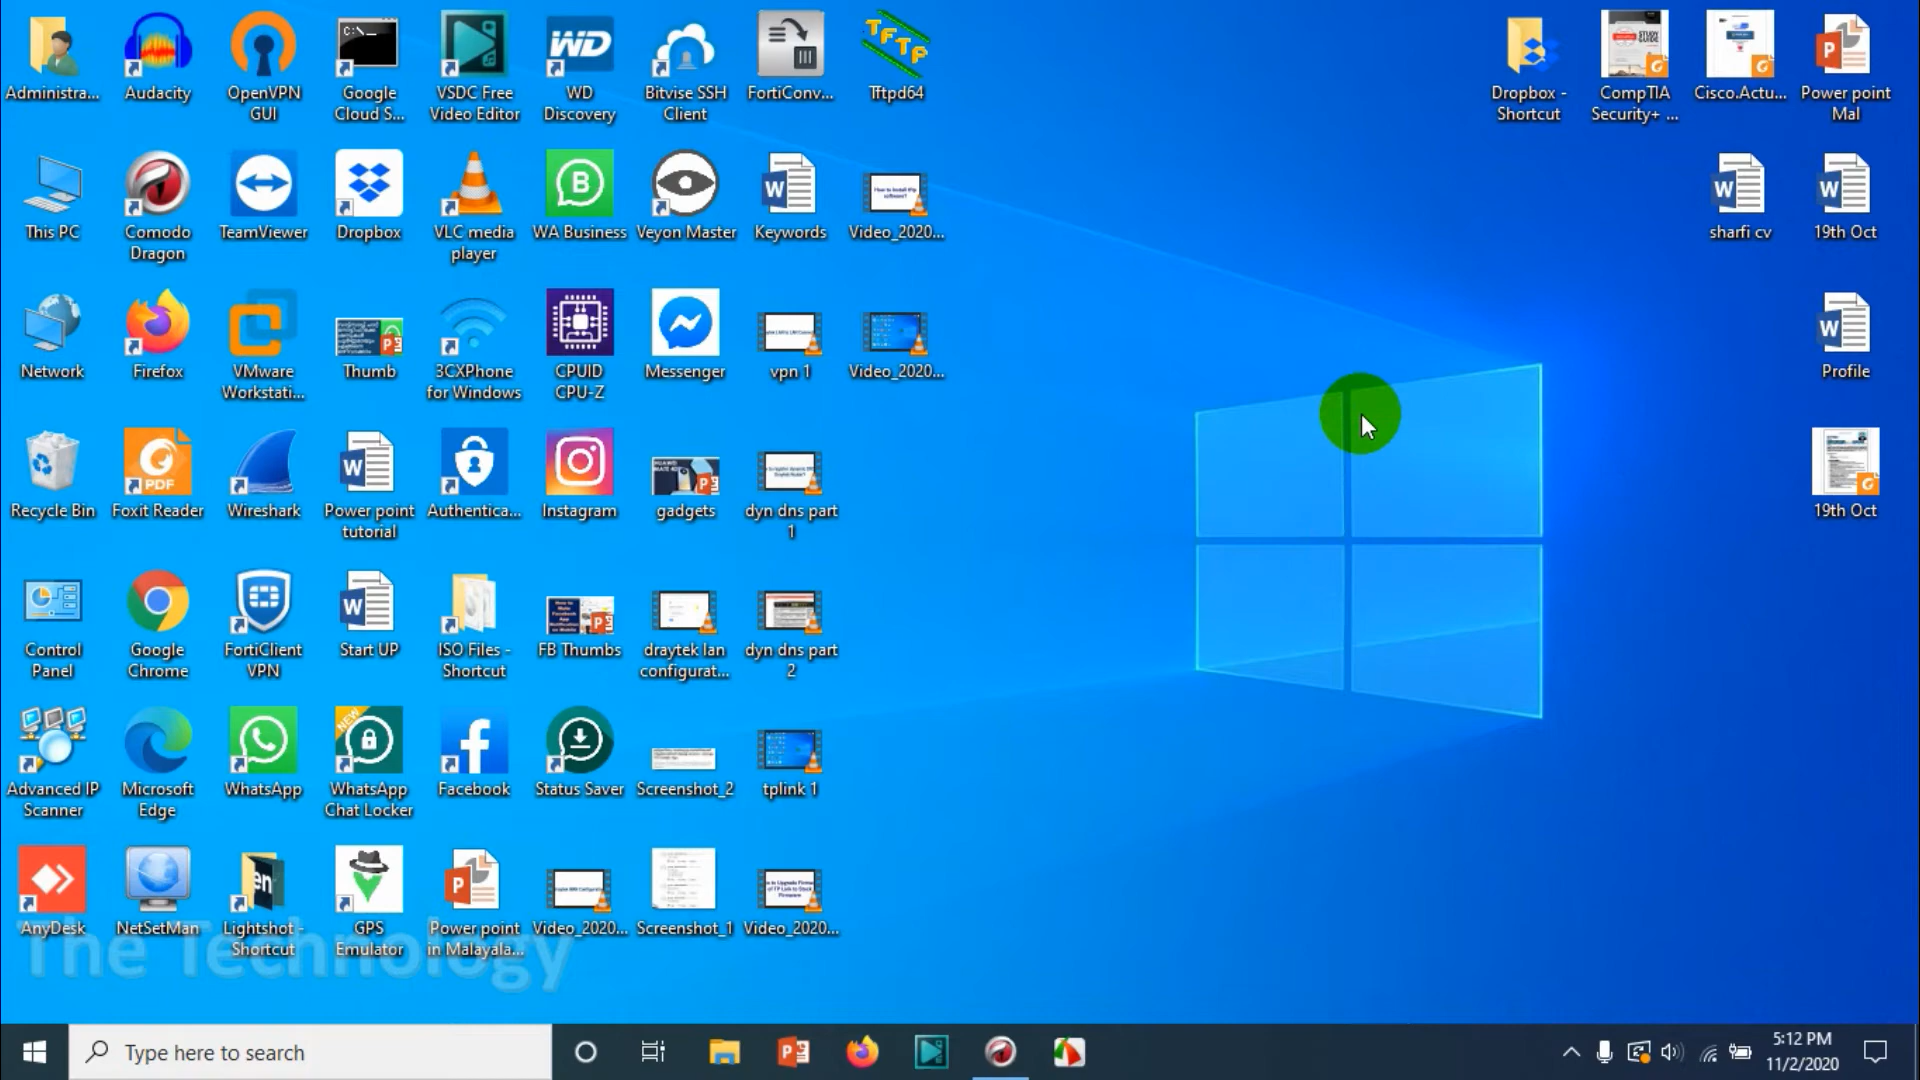 Administra...
Audacity
OpenVPN
GUI
Google
Cloud S...
VSDC Free
Video Editor
WD
Discovery
Bitvise SSH
Client
FortiConv...
Tftpd64
Dropbox -
Shortcut
CompTIA
Security+ ...
Cisco.Actu...
Power point
Mal
This PC
Comodo
Dragon
TeamViewer
Dropbox
VLC media
player
WA Business
Veyon Master
Keywords
Video_2020...
sharfi cv
19th Oct
Network
Firefox
VMware
Workstati...
Thumb
3CXPhone
for Windows
CPUID
CPU-Z
Messenger
vpn 1
Video_2020...
Profile
Recycle Bin
Foxit Reader
Wireshark
Power point
tutorial
Authentica...
Instagram
gadgets
dyn dns part
1
19th Oct
Control
Panel
Google
Chrome
FortiClient
VPN
Start UP
ISO Files -
Shortcut
FB Thumbs
draytek lan
configurat...
dyn dns part
2
Advanced IP
Scanner
Microsoft
Edge
WhatsApp
WhatsApp
Chat Locker
Facebook
Status Saver
Screenshot_2
tplink 1
AnyDesk
NetSetMan
Lightshot -
Shortcut
GPS
Emulator
Power point
in Malayala...
Video_2020...
Screenshot_1
Video_2020...
The Technology
Type here to search
5:12 PM
11/2/2020